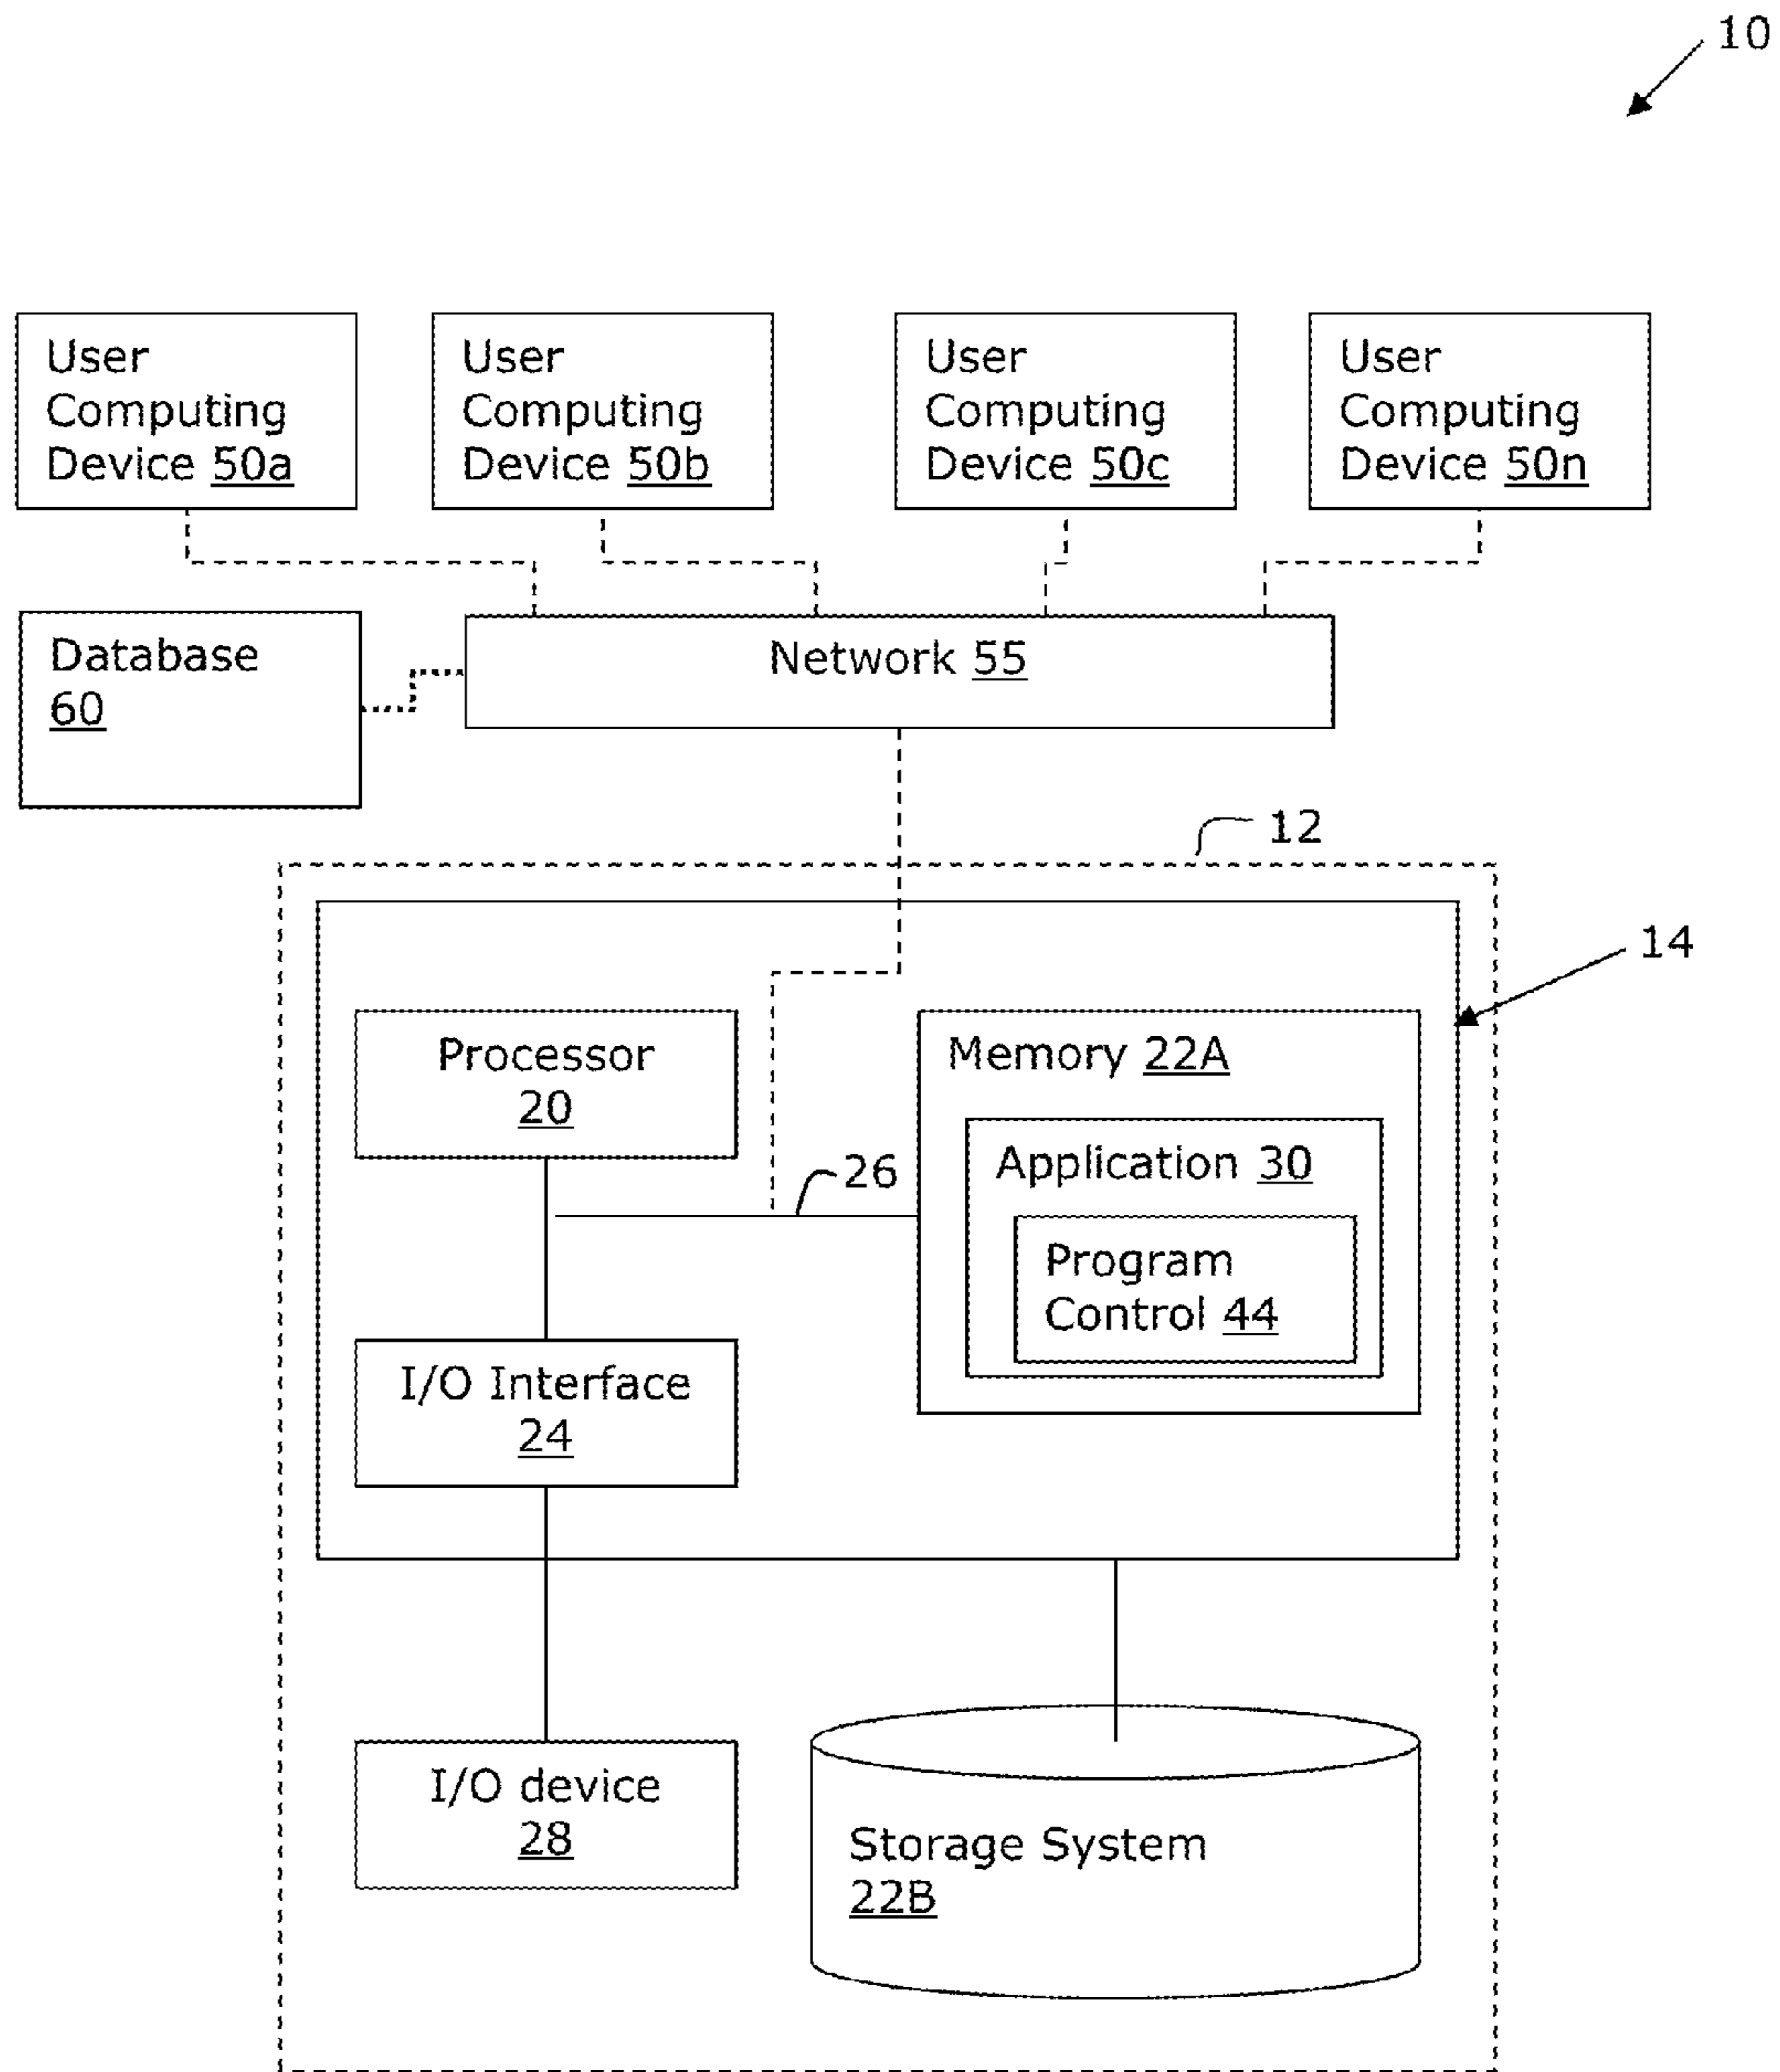 10
User
Computing
Device 50a
User
Computing
Device 50b
User
Computing
Device 50c
User
Computing
Device 50n
Database
60
Network 55
12
14
Processor
20
Memory 22A
Application 30
26
Program
Control 44
I/O Interface
24
I/O device
28
Storage System
22B